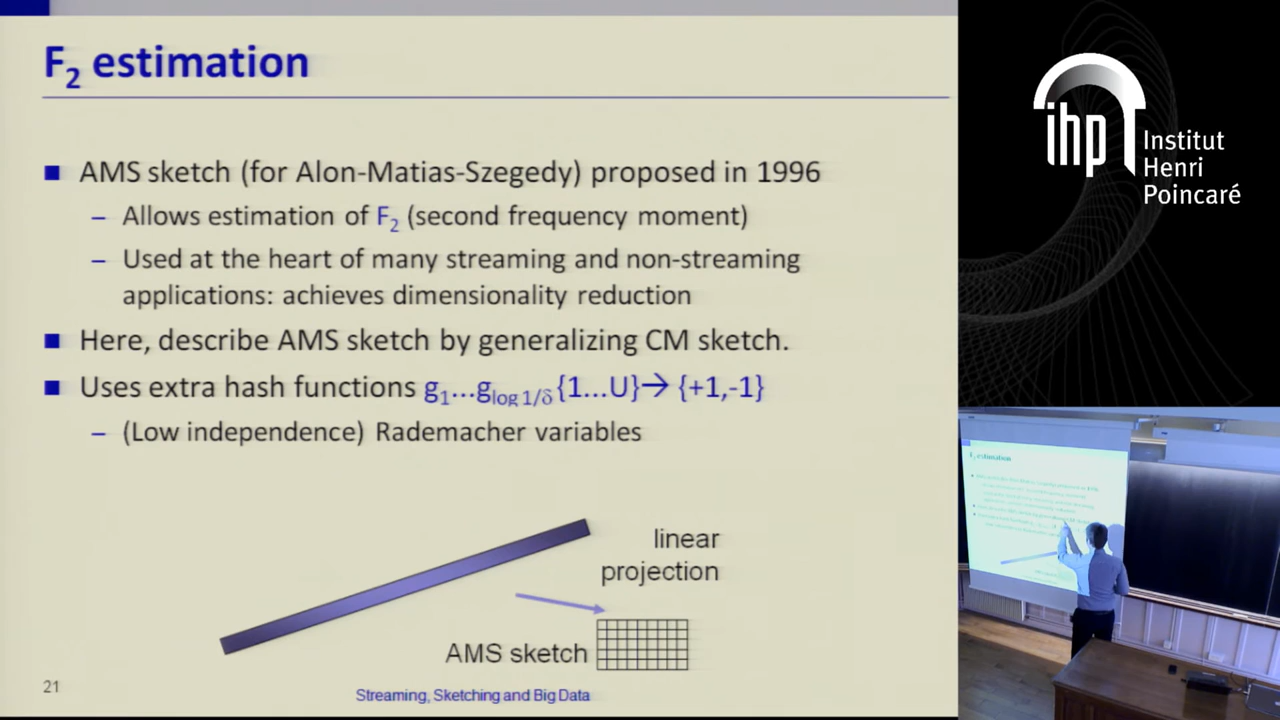 F₂ estimation
AMS sketch (for Alon-Matias-Szegedy) proposed in 1996
– Allows estimation of F₂ (second frequency moment)
– Used at the heart of many streaming and non-streaming
applications: achieves dimensionality reduction
Here, describe AMS sketch by generalizing CM sketch.
Uses extra hash functions g₁...g_log 1/δ {1...U}→ {+1,-1}
– (Low independence) Rademacher variables
linear
projection
AMS sketch
21
Streaming, Sketching and Big Data
ihp
Institut
Henri
Poincaré
F₂ estimation